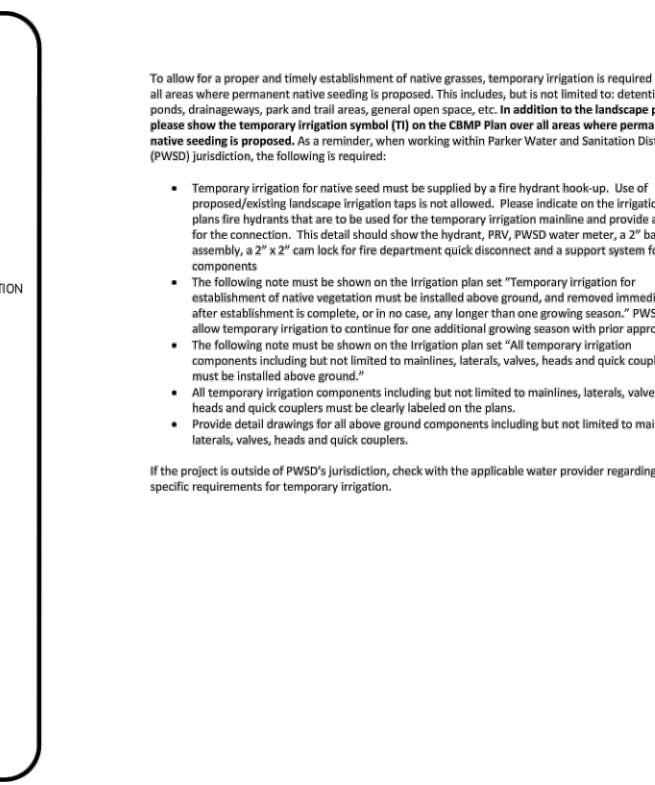 To allow for a proper and timely establishment of native grasses, temporary irrigation is required
all areas where permanent native seeding is proposed. This includes, but is not limited to: detenti
ponds, drainageways, park and trail areas, general open space, etc. In addition to the landscape p
please show the temporary irrigation symbol (TI) on the CBMP Plan over all areas where perma
native seeding is proposed. As a reminder, when working within Parker Water and Sanitation Dis
(PWSD) jurisdiction, the following is required:
• Temporary irrigation for native seed must be supplied by a fire hydrant hook-up. Use of
proposed/existing landscape irrigation taps is not allowed. Please indicate on the irrigatio
plans fire hydrants that are to be used for the temporary irrigation mainline and provide a
for the connection. This detail should show the hydrant, PRV, PWSD water meter, a 2" ba
assembly, a 2" x 2" cam lock for fire department quick disconnect and a support system fo
components
• The following note must be shown on the Irrigation plan set "Temporary irrigation for
establishment of native vegetation must be installed above ground, and removed immedi
after establishment is complete, or in no case, any longer than one growing season." PWS
allow temporary irrigation to continue for one additional growing season with prior appro
• The following note must be shown on the Irrigation plan set "All temporary irrigation
components including but not limited to mainlines, laterals, valves, heads and quick coupl
must be installed above ground."
• All temporary irrigation components including but not limited to mainlines, laterals, valve
heads and quick couplers must be clearly labeled on the plans.
• Provide detail drawings for all above ground components including but not limited to mai
laterals, valves, heads and quick couplers.
If the project is outside of PWSD's jurisdiction, check with the applicable water provider regarding
specific requirements for temporary irrigation.
TION